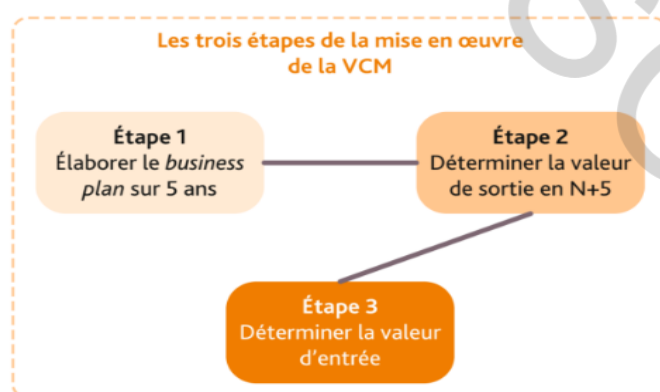 Les trois étapes de la mise en œuvre
de la VCM
Étape 1
Élaborer le business
plan sur 5 ans
Étape 2
Déterminer la valeur
de sortie en N+5
Étape 3
Déterminer la valeur
d'entrée